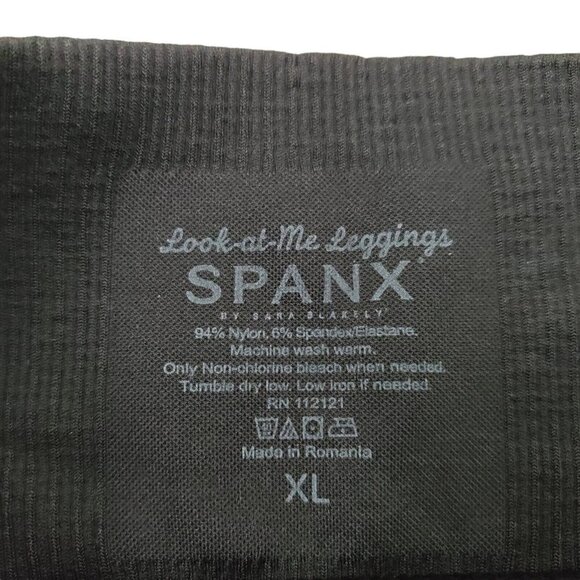 Look-at-Me Leggings
SPANX®
BY SARA BLAKELY
94% Nylon, 6% Spandex/Elastane.
Machine wash warm.
Only Non-chlorine bleach when needed.
Tumble dry low. Low iron if needed.
RN 112121
Made in Romania
XL